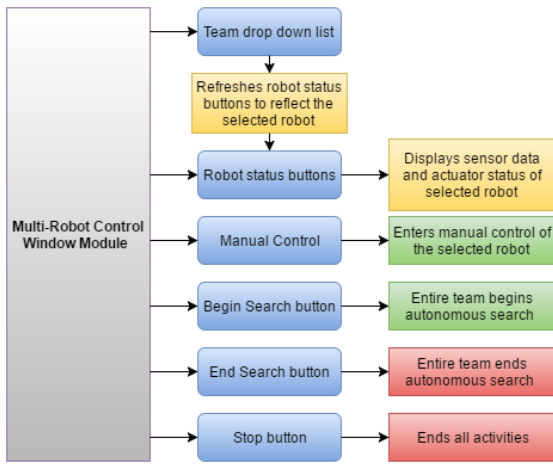 Team drop down list
Refreshes robot status
buttons to reflect the
selected robot
Robot status buttons
Displays sensor data
and actuator status of
selected robot
Multi-Robot Control
Window Module
Manual Control
Enters manual control of
the selected robot
Begin Search button
Entire team begins
autonomous search
End Search button
Entire team ends
autonomous search
Stop button
Ends all activities